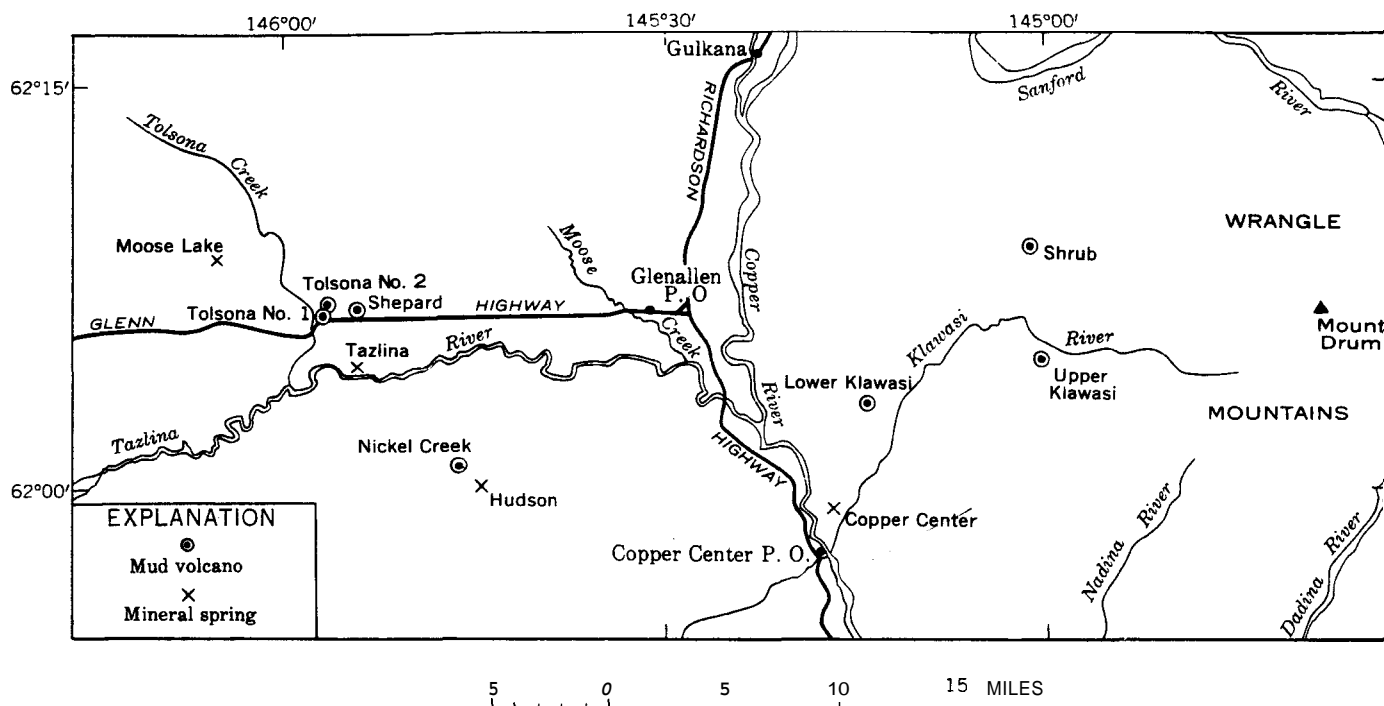 146°00′
145°30′
145°00′
62°15′
Gulkana
Sanford
River
Tolsona
Creek
RICHARDSON
WRANGLE
Moose Lake
Moose
Copper
Shrub
Glenallen
P. O
Tolsona No. 2
Shepard
HIGHWAY
Tolsona No. 1
GLENN
Creek
Klawasi
River
Mount
Drum
Tazlina
River
Lower Klawasi
River
Upper
Klawasi
MOUNTAINS
Tazlina
Nickel Creek
HIGHWAY
62°00′
Hudson
Copper Center
Nadina River
Dadina River
Copper Center P. O.
EXPLANATION
Mud volcano
Mineral spring
5 0 5 10 15 MILES